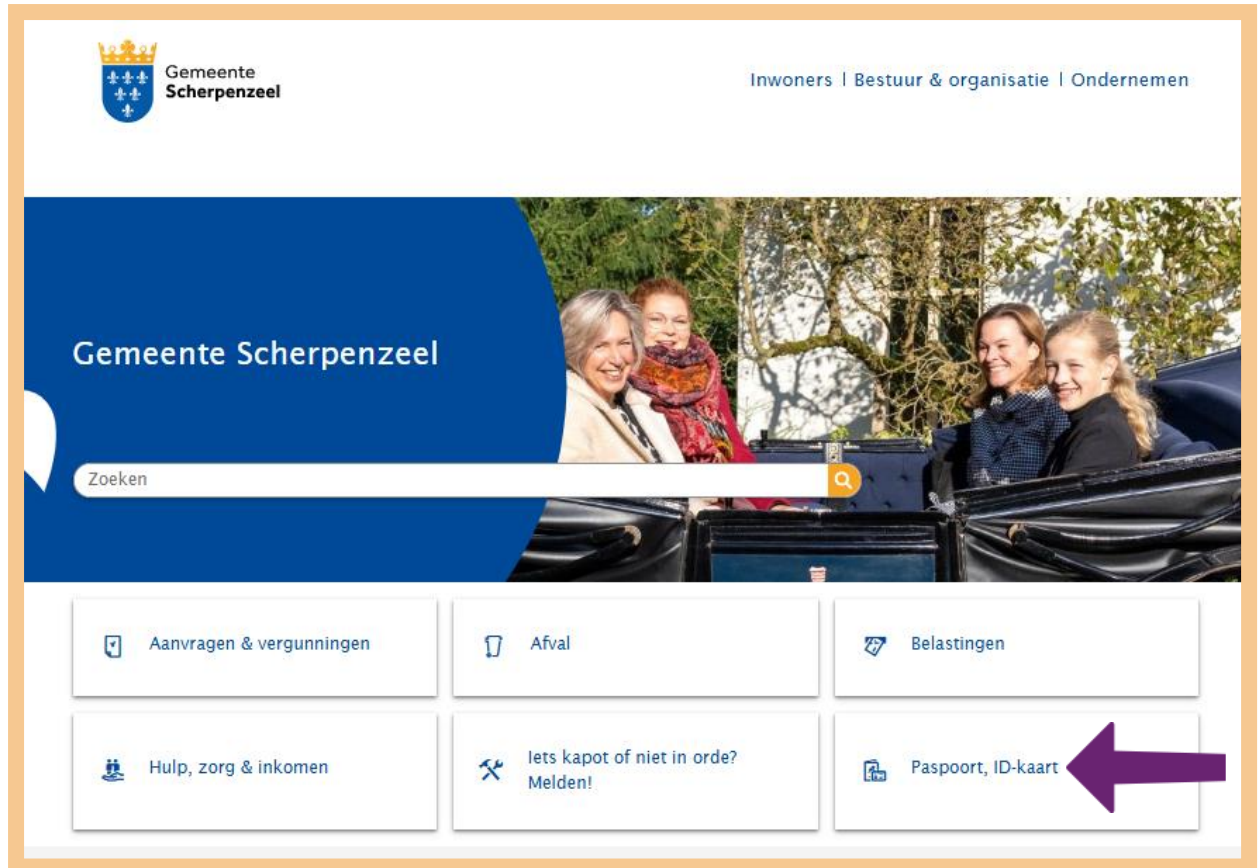 Gemeente
Scherpenzeel
Inwoners | Bestuur & organisatie | Ondernemen
Gemeente Scherpenzeel
Zoeken
Aanvragen & vergunningen
Afval
Belastingen
Hulp, zorg & inkomen
Iets kapot of niet in orde?
Melden!
Paspoort, ID-kaart